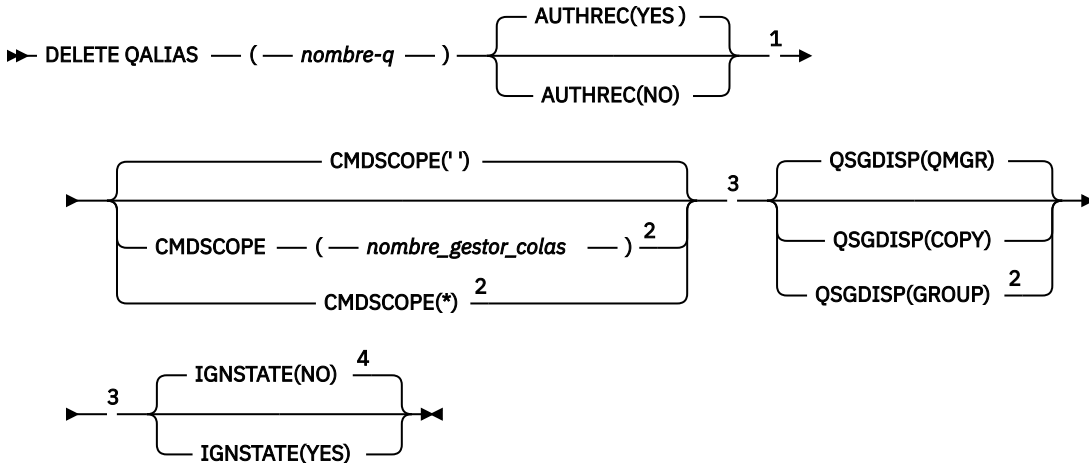 AUTHREC(YES )
DELETE QALIAS ( nombre-q ) 1
AUTHREC(NO)
CMDSCOPE(' ') QSGDISP(QMGR)
3
CMDSCOPE ( nombre_gestor_colas ) 2 QSGDISP(COPY)
CMDSCOPE(*) 2 QSGDISP(GROUP) 2
IGNSTATE(NO) 4
3
IGNSTATE(YES)